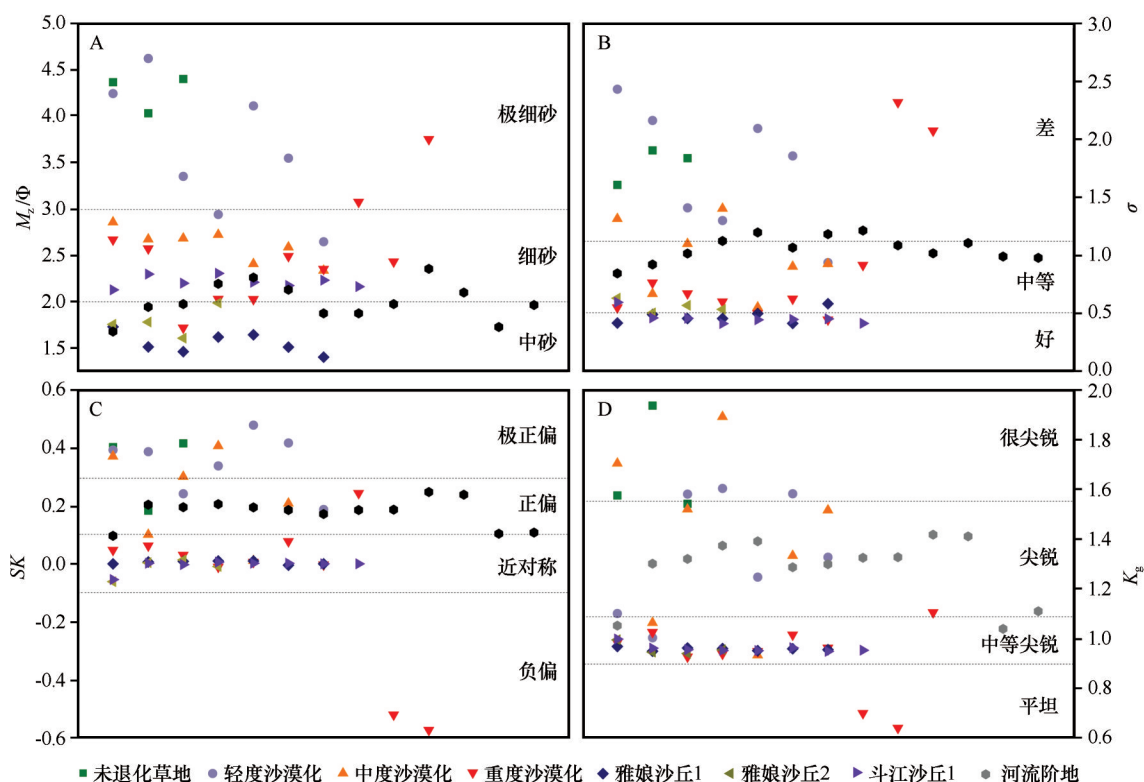 A
5.0
4.5
4.0
3.5
3.0
2.5
2.0
1.5
Mz/Φ
极细砂
细砂
中砂
B
3.0
2.5
2.0
1.5
1.0
0.5
0.0
σ
差
中等
好
C
0.6
0.4
0.2
0.0
-0.2
-0.4
-0.6
SK
极正偏
正偏
近对称
负偏
D
2.0
1.8
1.6
1.4
1.2
1.0
0.8
0.6
Kg
很尖锐
尖锐
中等尖锐
平坦
未退化草地 轻度沙漠化 中度沙漠化 重度沙漠化 雅娘沙丘1 雅娘沙丘2 斗江沙丘1 河流阶地